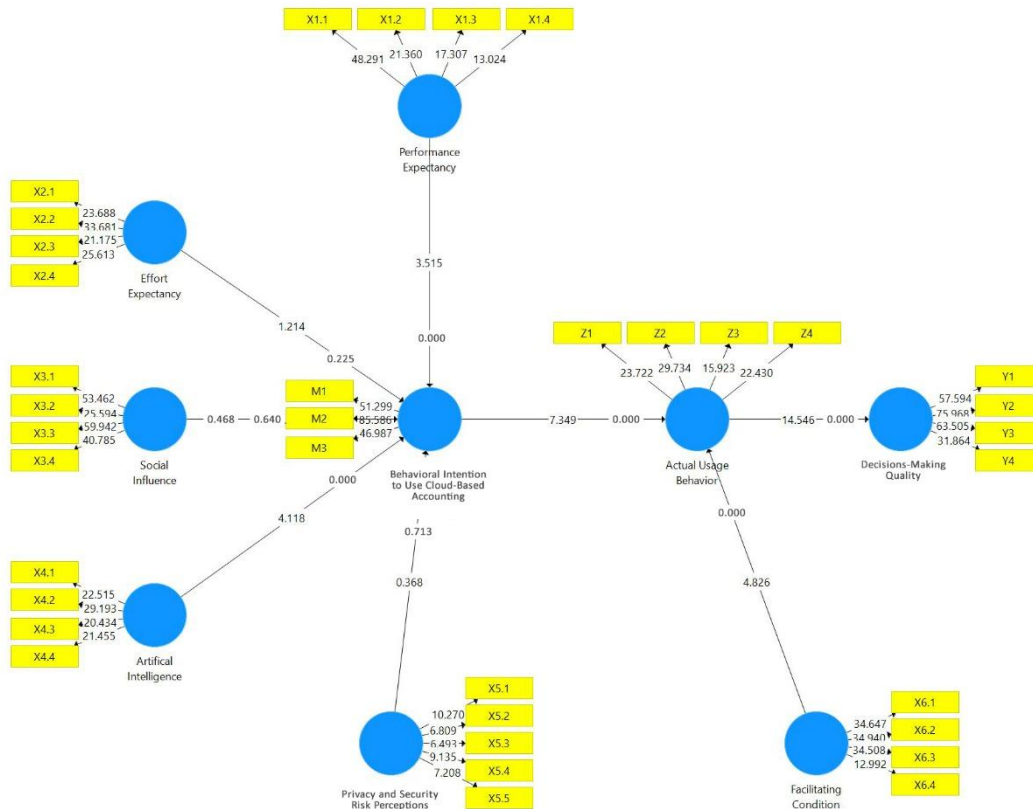 X1.1 X1.2 X1.3 X1.4
48.291 21.360 17.307 13.024
Performance
Expectancy
3.515
0.000
X2.1
X2.2
X2.3
X2.4
23.688
33.681
21.175
25.613
Effort
Expectancy
1.214
0.225
X3.1
X3.2
X3.3
X3.4
53.462
25.594
59.942
40.785
Social
Influence
0.468 0.640
M1
M2
M3
51.299
85.586
46.987
Behavioral Intention
to Use Cloud-Based
Accounting
7.349 0.000
Z1 Z2 Z3 Z4
23.722 29.734 15.923 22.430
Actual Usage
Behavior
14.546 0.000
Y1
Y2
Y3
Y4
57.594
75.968
63.505
31.864
Decisions-Making
Quality
0.000
4.118
X4.1
X4.2
X4.3
X4.4
22.515
29.193
20.434
21.455
Artifical
Intelligence
0.713
0.368
X5.1
X5.2
X5.3
X5.4
X5.5
10.270
6.809
6.493
9.135
7.208
Privacy and Security
Risk Perceptions
0.000
4.826
X6.1
X6.2
X6.3
X6.4
34.647
34.940
34.508
12.992
Facilitating
Condition